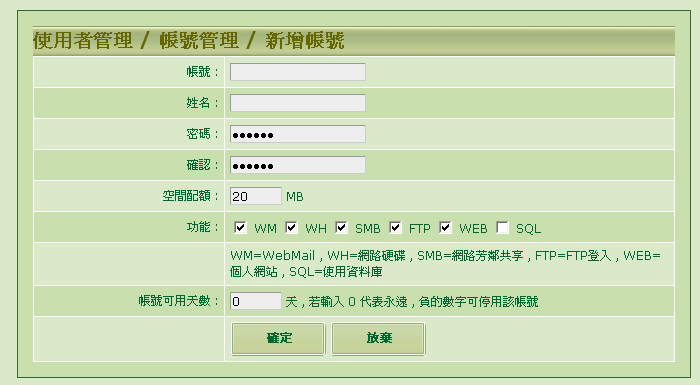 使用者管理 / 帳號管理 / 新增帳號
帳號：
姓名：
密碼： ●●●●●●
確認： ●●●●●●
空間配額： 20 MB
功能： WM WH SMB FTP WEB SQL
WM=WebMail , WH=網路硬碟 , SMB=網路芳鄰共享 , FTP=FTP登入 , WEB=
個人網站 , SQL=使用資料庫
帳號可用天數： 0 天 , 若輸入 0 代表永遠 , 負的數字可停用該帳號
確定 放棄